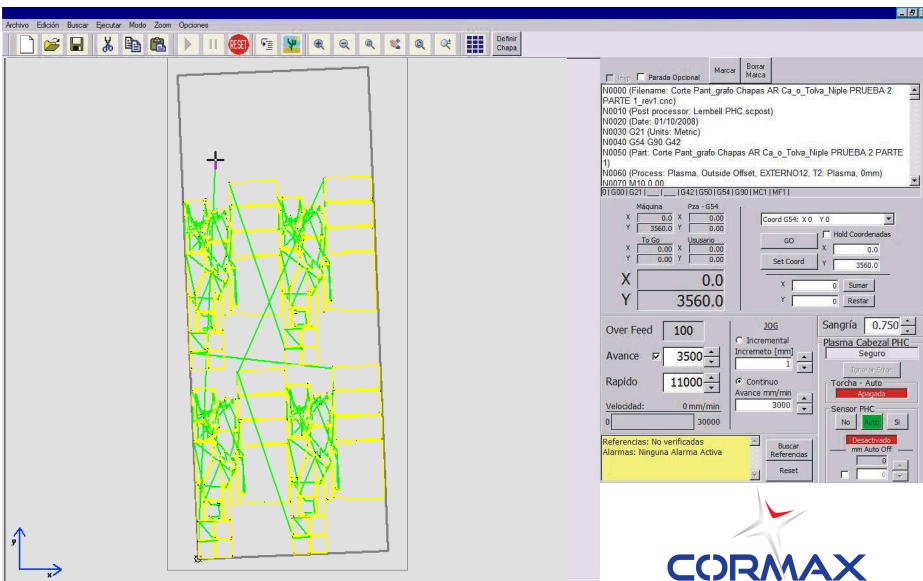 Archivo Edición Buscar Ejecutar Modo Zoom Opciones
RESET
Definir
Chapa
Parada Opcional
Marcar
Borrar
Marca
N0000 (Filename: Corte Pant_grafo Chapas AR Ca_o_Tolva_Niple PRUEBA 2
PARTE 1_rev1.cnc)
N0010 (Post processor: Lembell PHC.scpost)
N0020 (Date: 01/10/2008)
N0030 G21 (Units: Metric)
N0040 G54 G90 G42
N0050 (Part: Corte Pant_grafo Chapas AR Ca_o_Tolva_Niple PRUEBA 2 PARTE
1)
N0060 (Process: Plasma, Outside Offset, EXTERNO12, T2: Plasma, 0mm)
N0070 M10 0.00
0 | G00 | G21 | ___ | ___ | G42 | G50 | G54 | G90 | MC1 | MF1 |
Máquina Pza - G54
X 0.0 X 0.00
Y 3560.0 Y 0.00
To Go Ususario
X 0.00 X 0.00
Y 0.00 Y 0.00
X 0.0
Y 3560.0
Coord G54: X 0 Y 0
GO
Hold Coordenadas
X 0.0
Set Coord
Y 3560.0
X 0 Sumar
Y 0 Restar
Over Feed 100
Avance 3500
Rapido 11000
Velocidad: 0 mm/min
0 30000
JOG
Incremental
Incremeto [mm]
1
Continuo
Avance mm/min
3000
Sangría 0.750
Plasma Cabezal PHC
Seguro
Ignorar Error
Torcha - Auto
Apagada
Sensor PHC
No Auto Si
Desactivado
mm Auto Off
0
0
Referencias: No verificadas
Alarmas: Ninguna Alarma Activa
Buscar
Referencias
Reset
y
x
CORMAX